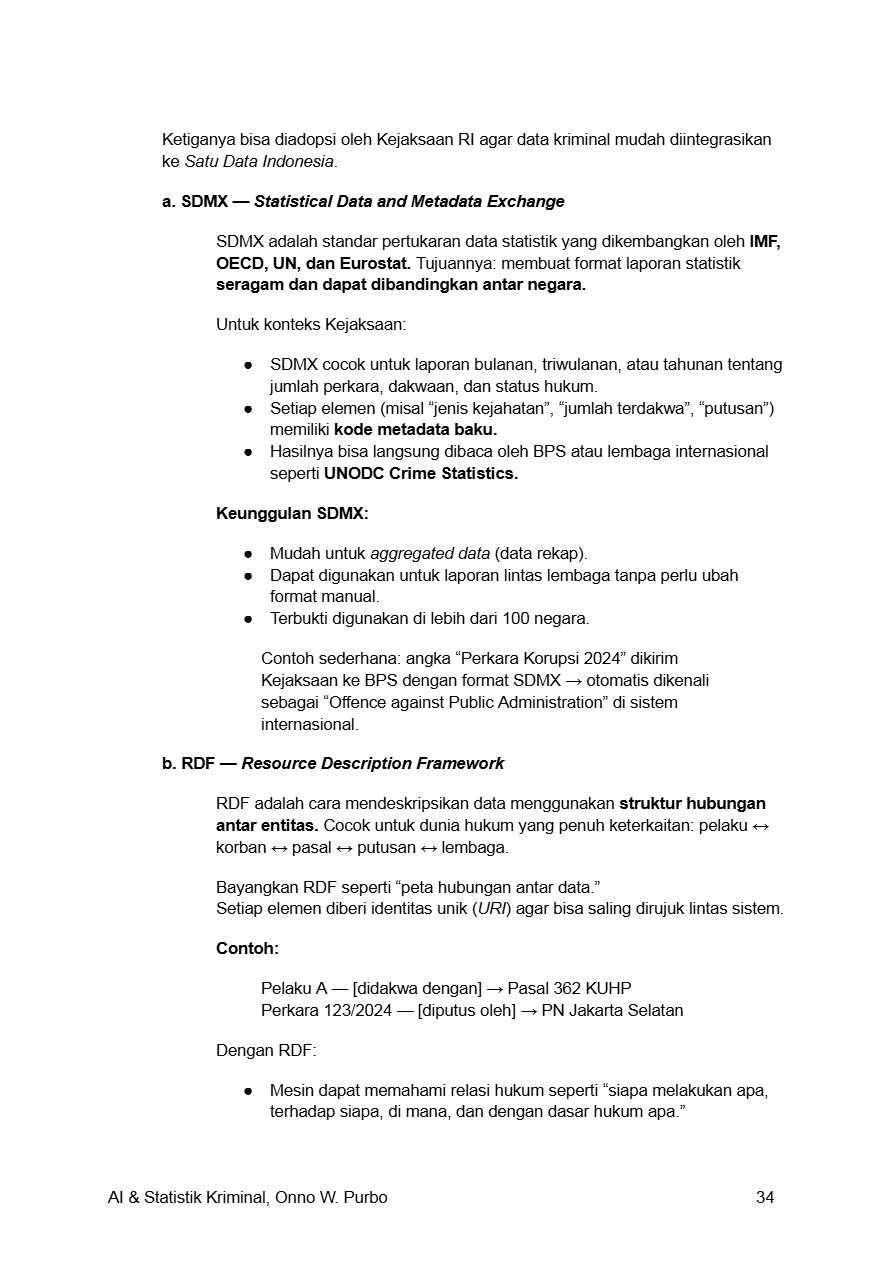 Ketiganya bisa diadopsi oleh Kejaksaan RI agar data kriminal mudah diintegrasikan
ke Satu Data Indonesia.
a. SDMX — Statistical Data and Metadata Exchange
SDMX adalah standar pertukaran data statistik yang dikembangkan oleh IMF,
OECD, UN, dan Eurostat. Tujuannya: membuat format laporan statistik
seragam dan dapat dibandingkan antar negara.
Untuk konteks Kejaksaan:
● SDMX cocok untuk laporan bulanan, triwulanan, atau tahunan tentang
jumlah perkara, dakwaan, dan status hukum.
● Setiap elemen (misal “jenis kejahatan”, “jumlah terdakwa”, “putusan”)
memiliki kode metadata baku.
● Hasilnya bisa langsung dibaca oleh BPS atau lembaga internasional
seperti UNODC Crime Statistics.
Keunggulan SDMX:
● Mudah untuk aggregated data (data rekap).
● Dapat digunakan untuk laporan lintas lembaga tanpa perlu ubah
format manual.
● Terbukti digunakan di lebih dari 100 negara.
Contoh sederhana: angka “Perkara Korupsi 2024” dikirim
Kejaksaan ke BPS dengan format SDMX → otomatis dikenali
sebagai “Offence against Public Administration” di sistem
internasional.
b. RDF — Resource Description Framework
RDF adalah cara mendeskripsikan data menggunakan struktur hubungan
antar entitas. Cocok untuk dunia hukum yang penuh keterkaitan: pelaku ↔
korban ↔ pasal ↔ putusan ↔ lembaga.
Bayangkan RDF seperti “peta hubungan antar data.”
Setiap elemen diberi identitas unik (URI) agar bisa saling dirujuk lintas sistem.
Contoh:
Pelaku A — [didakwa dengan] → Pasal 362 KUHP
Perkara 123/2024 — [diputus oleh] → PN Jakarta Selatan
Dengan RDF:
● Mesin dapat memahami relasi hukum seperti “siapa melakukan apa,
terhadap siapa, di mana, dan dengan dasar hukum apa.”
AI & Statistik Kriminal, Onno W. Purbo 34